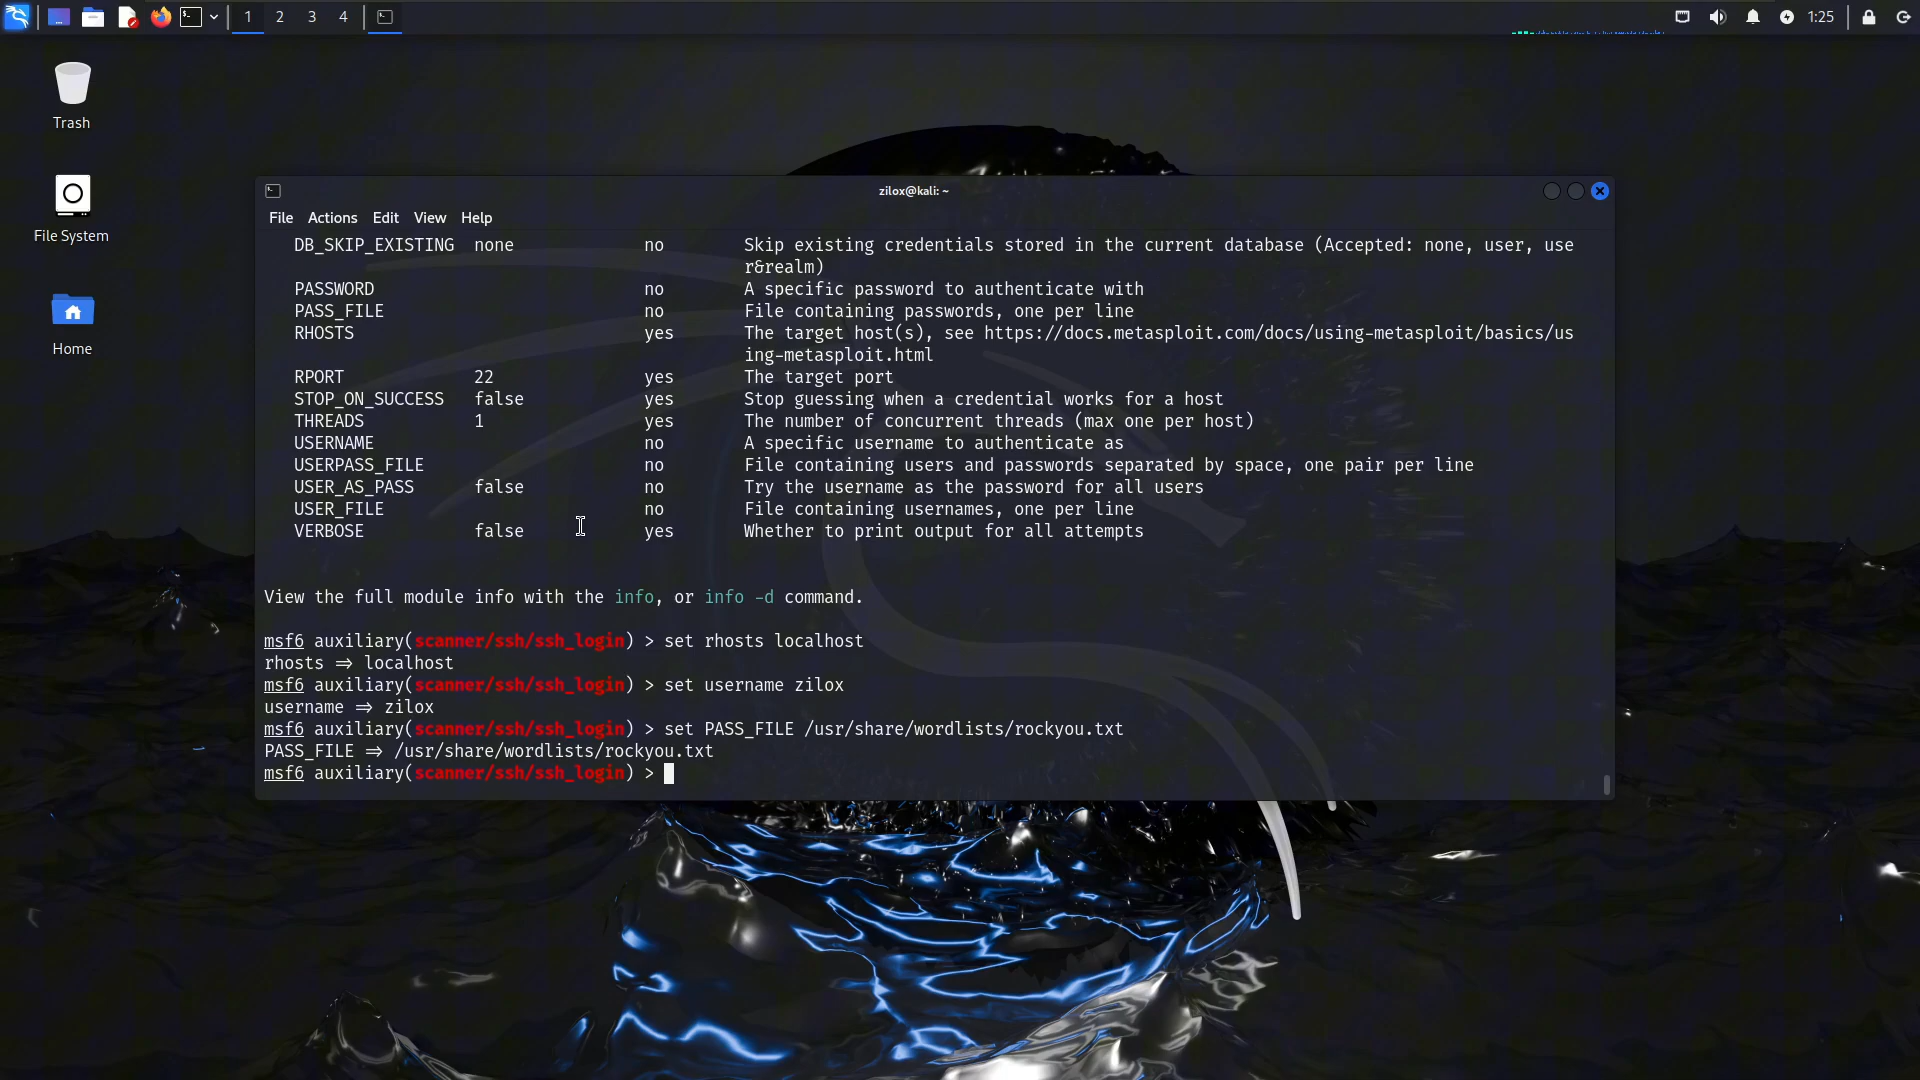 1 2 3 4 1:25
Trash
File System
Home
zilox@kali: ~
File Actions Edit View Help
DB_SKIP_EXISTING none no Skip existing credentials stored in the current database (Accepted: none, user, use
r&realm)
PASSWORD no A specific password to authenticate with
PASS_FILE no File containing passwords, one per line
RHOSTS yes The target host(s), see https://docs.metasploit.com/docs/using-metasploit/basics/us
ing-metasploit.html
RPORT 22 yes The target port
STOP_ON_SUCCESS false yes Stop guessing when a credential works for a host
THREADS 1 yes The number of concurrent threads (max one per host)
USERNAME no A specific username to authenticate as
USERPASS_FILE no File containing users and passwords separated by space, one pair per line
USER_AS_PASS false no Try the username as the password for all users
USER_FILE no File containing usernames, one per line
VERBOSE false yes Whether to print output for all attempts
View the full module info with the info, or info -d command.
msf6 auxiliary(scanner/ssh/ssh_login) > set rhosts localhost
rhosts ⇒ localhost
msf6 auxiliary(scanner/ssh/ssh_login) > set username zilox
username ⇒ zilox
msf6 auxiliary(scanner/ssh/ssh_login) > set PASS_FILE /usr/share/wordlists/rockyou.txt
PASS_FILE ⇒ /usr/share/wordlists/rockyou.txt
msf6 auxiliary(scanner/ssh/ssh_login) >